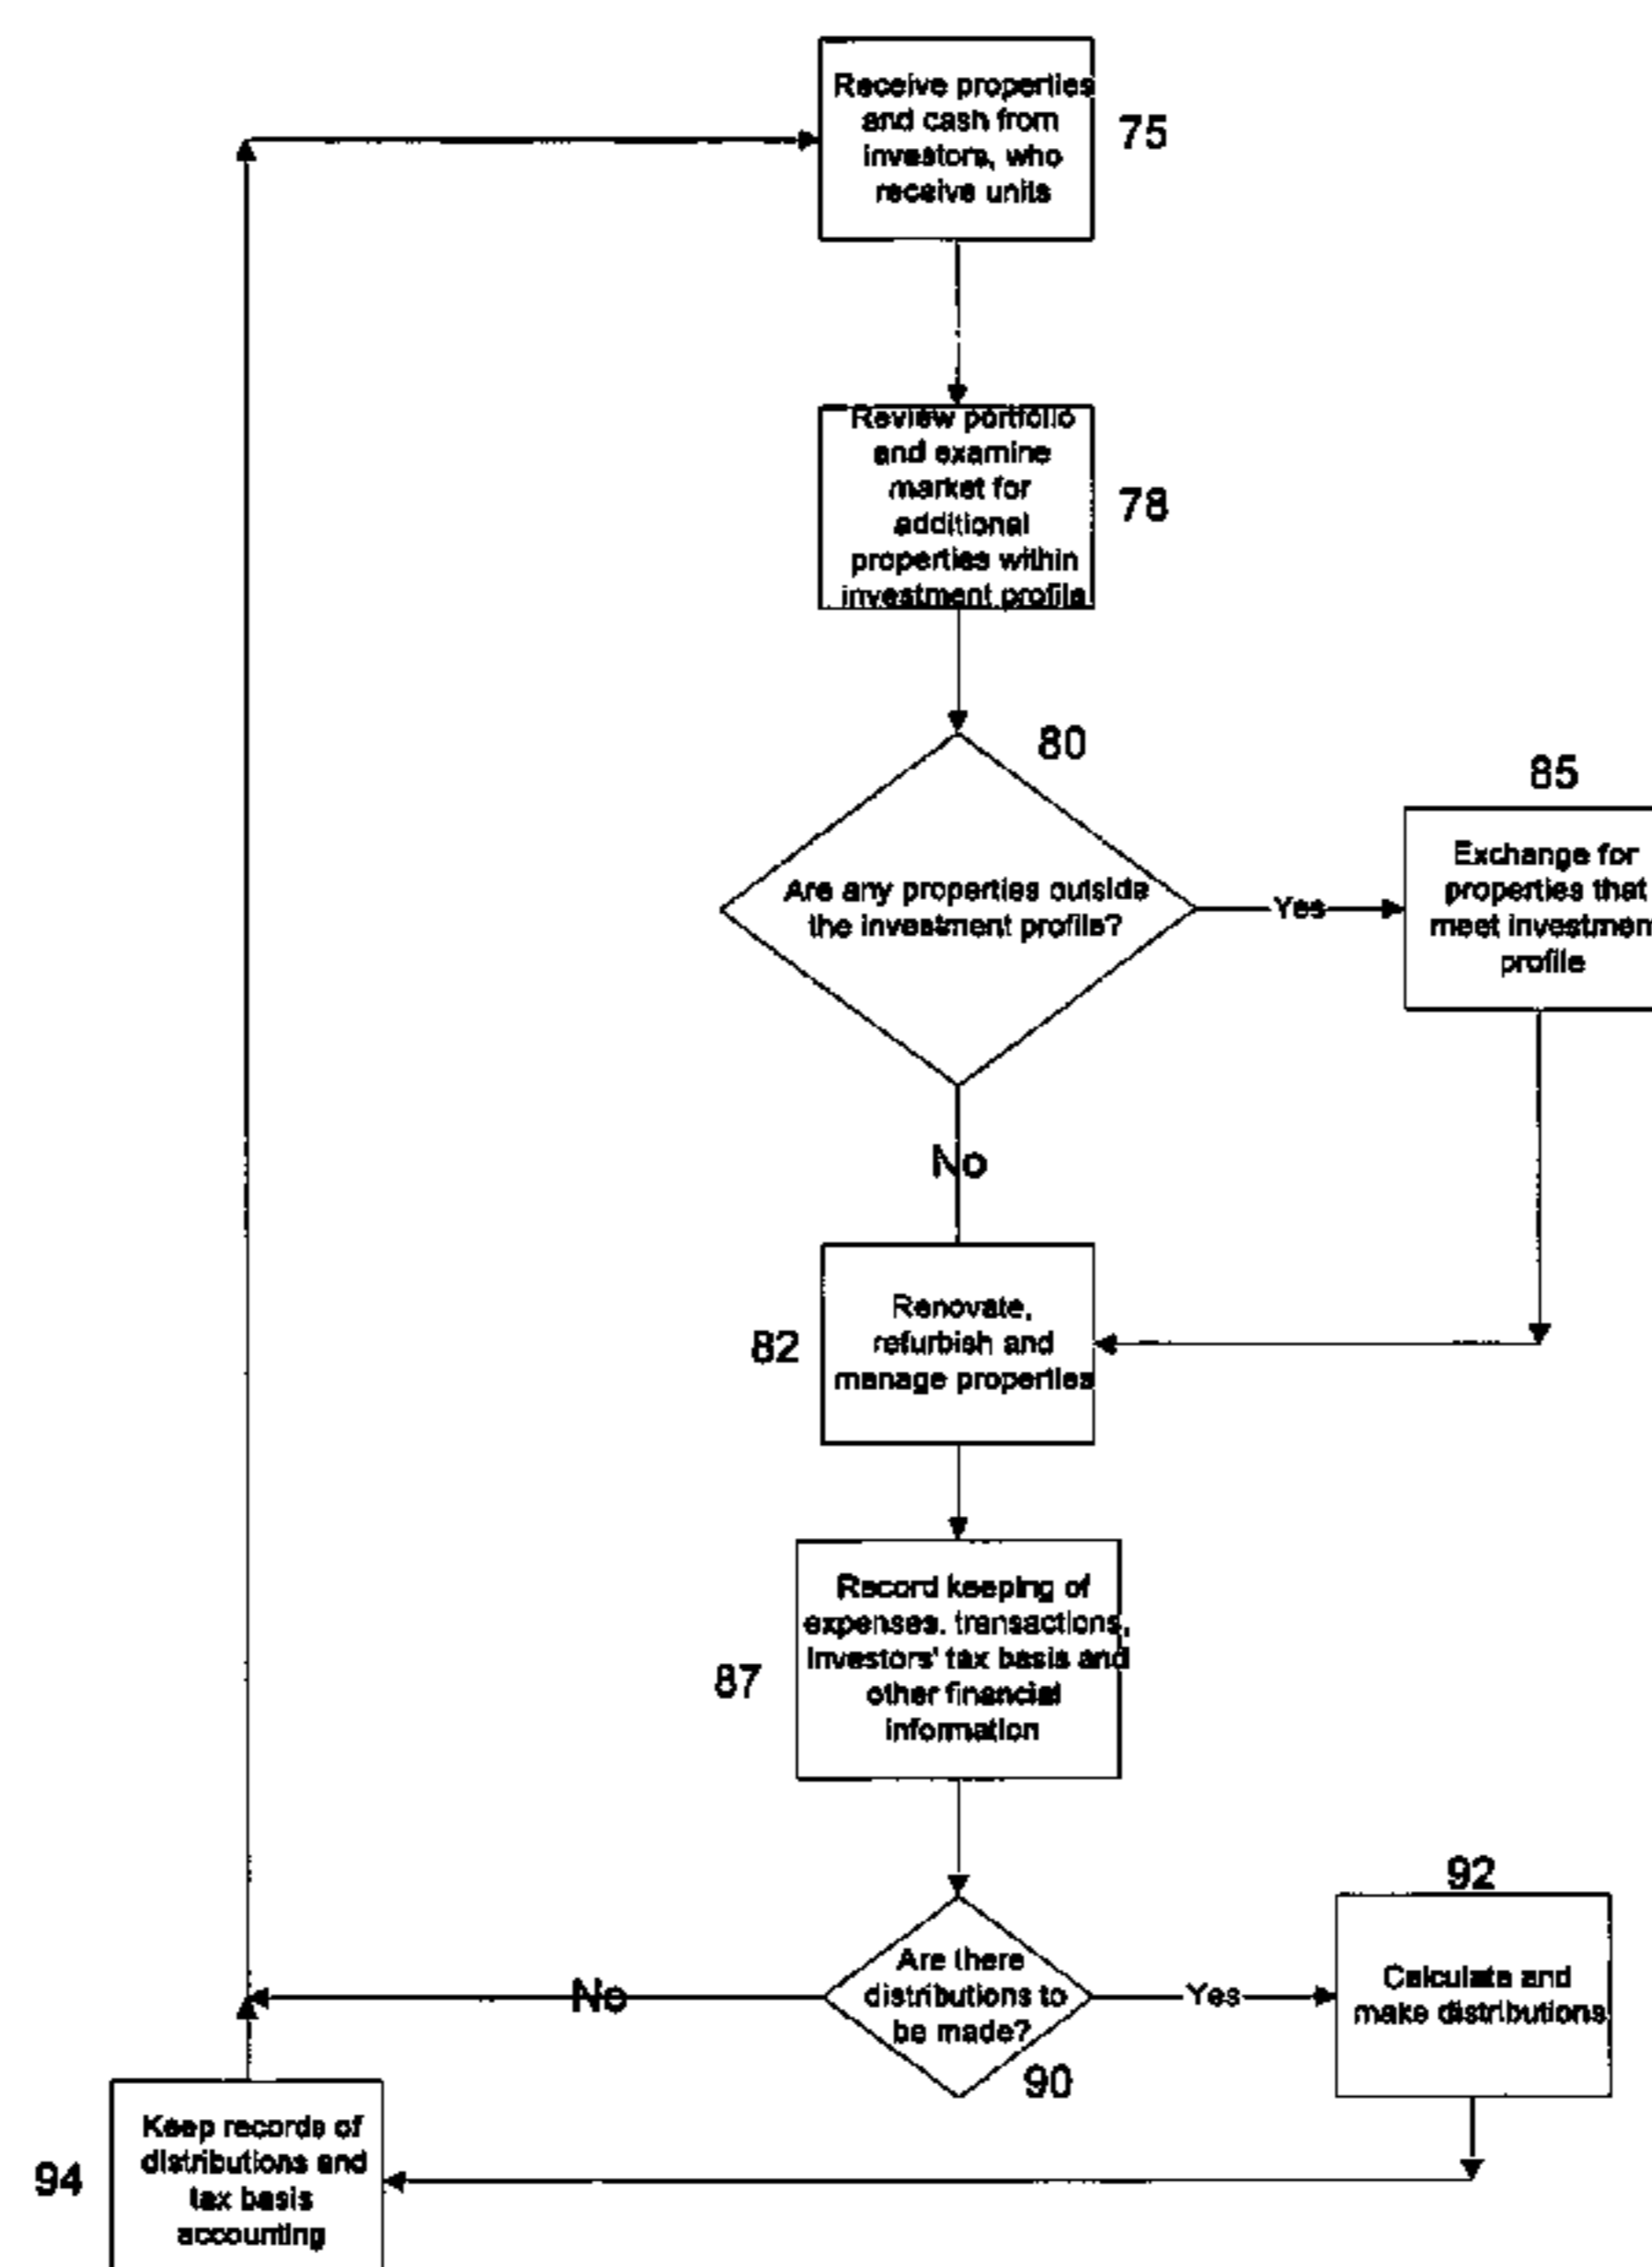 Receive properties
and cash from
investors, who
receive units
75
Review portfolio
and examine
market for
additional
properties within
investment profile
78
80
Are any properties outside
the investment profile?
Yes
85
Exchange for
properties that
meet investmen
profile
No
82
Renovate,
refurbish and
manage properties
87
Record keeping of
expenses, transactions,
investors' tax basis and
other financial
information
Are there
distributions to
be made?
90
No
Yes
92
Calculate and
make distributions
94
Keep records of
distributions and
tax basis
accounting